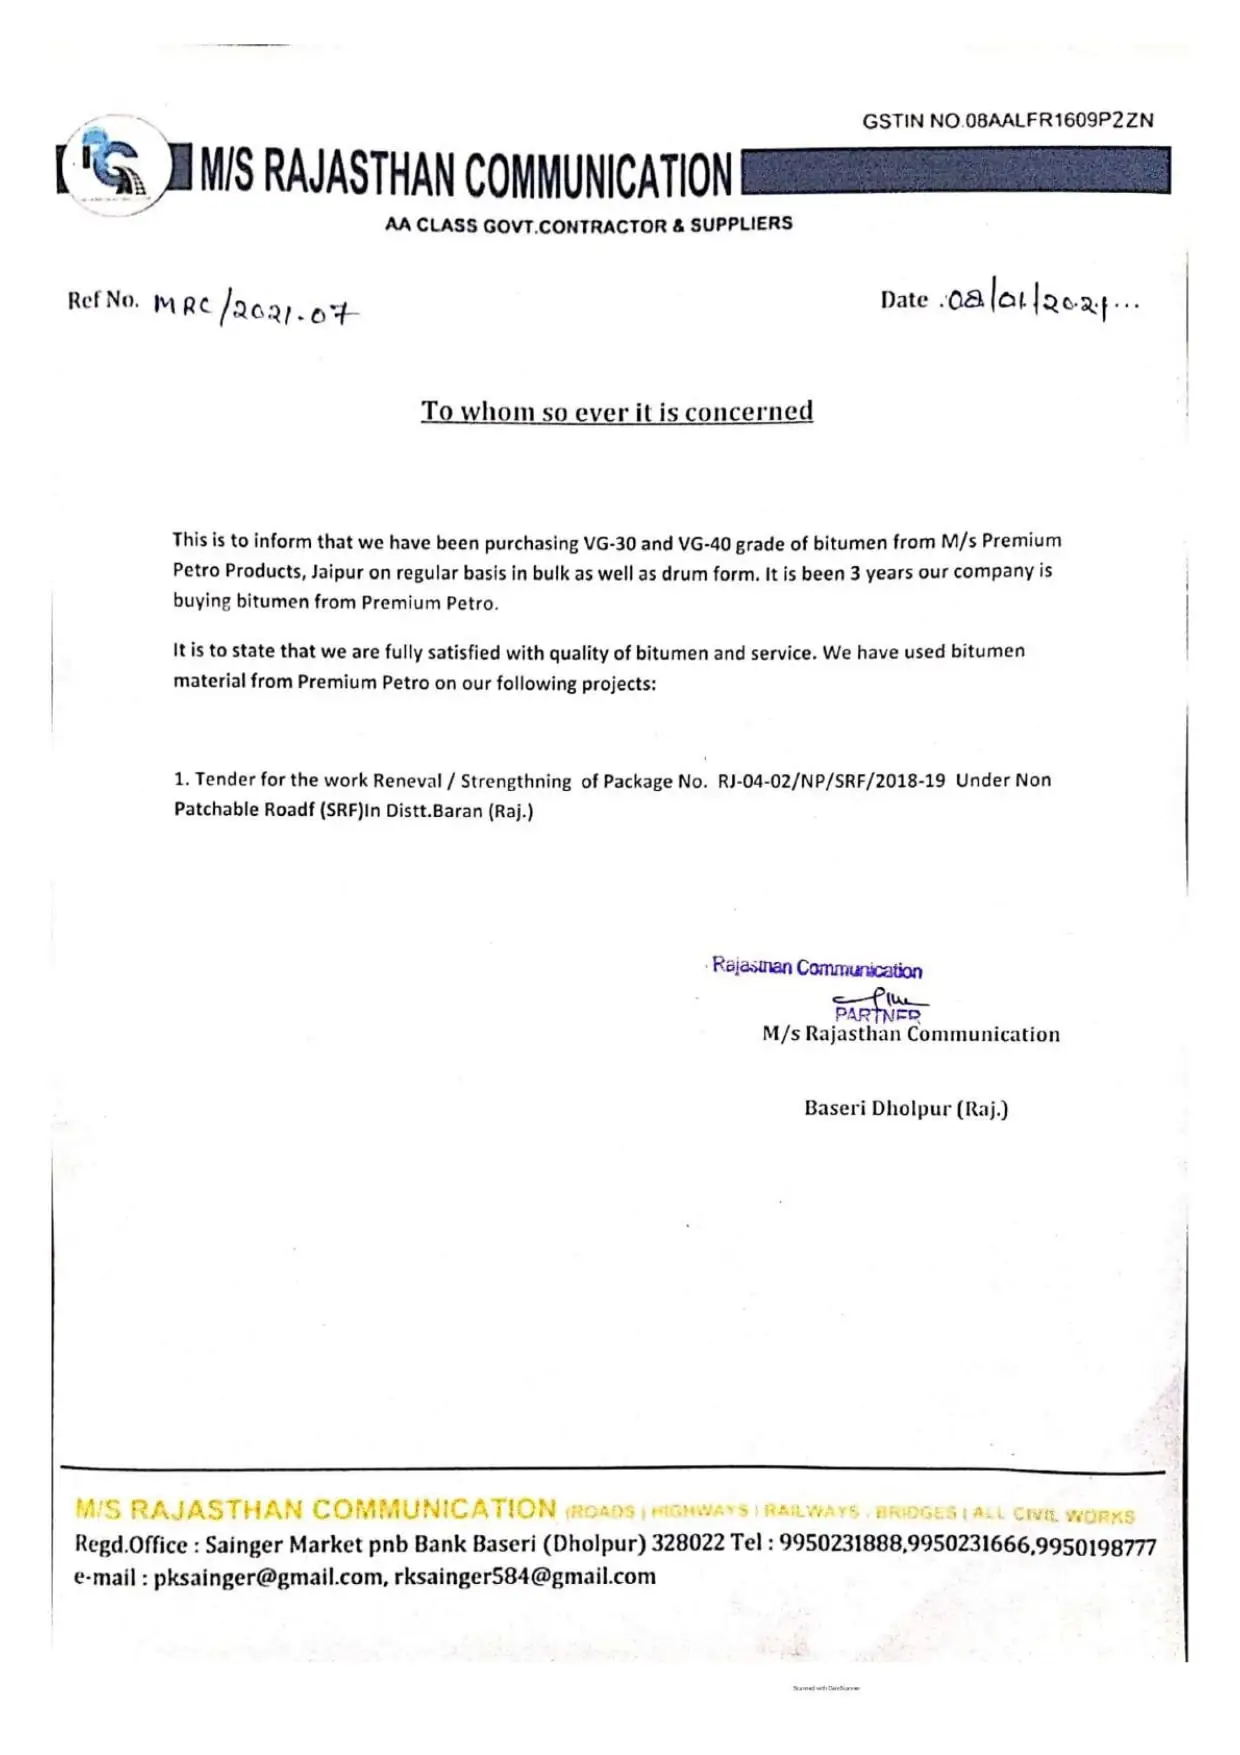 GSTIN NO.08AALFR1609P2ZN
M/S RAJASTHAN COMMUNICATION
AA CLASS GOVT.CONTRACTOR & SUPPLIERS
Ref No. MRC/2021.07
Date .08/01/2021...
To whom so ever it is concerned
This is to inform that we have been purchasing VG-30 and VG-40 grade of bitumen from M/s Premium
Petro Products, Jaipur on regular basis in bulk as well as drum form. It is been 3 years our company is
buying bitumen from Premium Petro.
It is to state that we are fully satisfied with quality of bitumen and service. We have used bitumen
material from Premium Petro on our following projects:
1. Tender for the work Reneval / Strengthning of Package No. RJ-04-02/NP/SRF/2018-19 Under Non
Patchable Roadf (SRF)In Distt.Baran (Raj.)
Rajasthan Communication
PARTNER
M/s Rajasthan Communication
Baseri Dholpur (Raj.)
M/S RAJASTHAN COMMUNICATION (ROADS | HIGHWAYS | RAILWAYS , BRIDGES | ALL CIVIL WORKS
Regd.Office : Sainger Market pnb Bank Baseri (Dholpur) 328022 Tel : 9950231888,9950231666,9950198777
e-mail : pksainger@gmail.com, rksainger584@gmail.com
Scanned with CamScanner